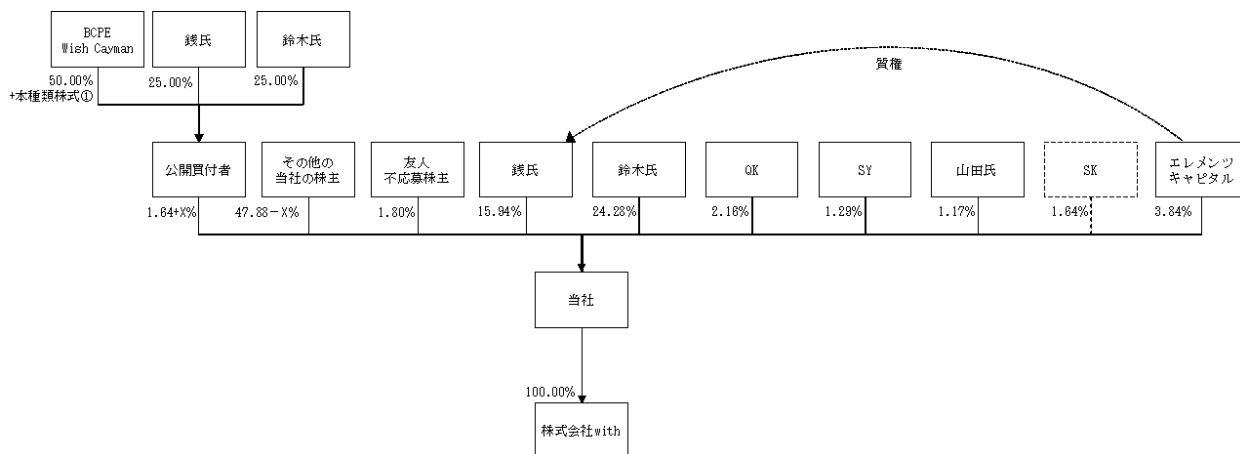 BCPE
Wish Cayman
銭氏
鈴木氏
50.00%
+本種類株式①
25.00%
25.00%
質権
公開買付者
その他の
当社の株主
友人
不応募株主
銭氏
鈴木氏
QK
SY
山田氏
SK
エレメンツ
キャピタル
1.64+X%
47.88-X%
1.80%
15.94%
24.28%
2.16%
1.29%
1.17%
1.64%
3.84%
当社
100.00%
株式会社with